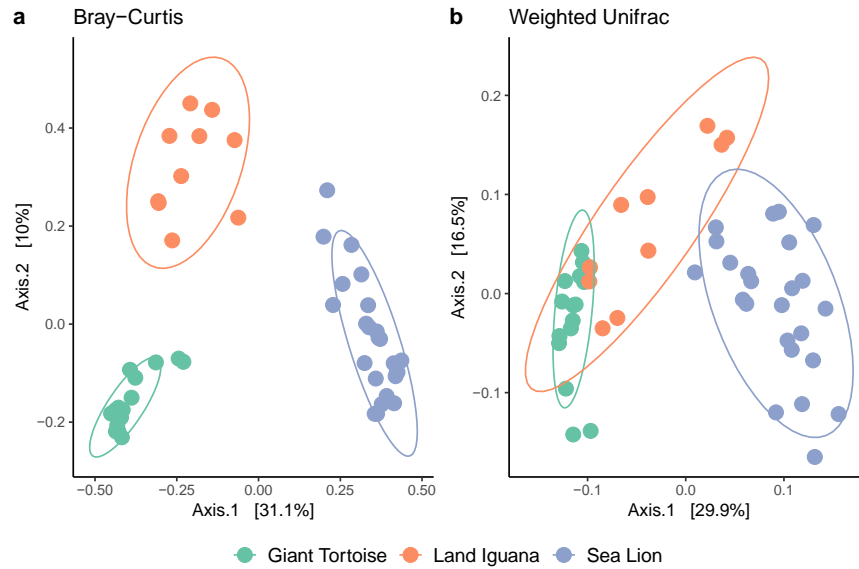 a Bray−Curtis
0.4
0.2
0.0
−0.2
Axis.2 [10%]
−0.50 −0.25 0.00 0.25 0.50
Axis.1 [31.1%]
b Weighted Unifrac
0.2
0.1
0.0
−0.1
Axis.2 [16.5%]
−0.1 0.0 0.1
Axis.1 [29.9%]
Giant Tortoise Land Iguana Sea Lion